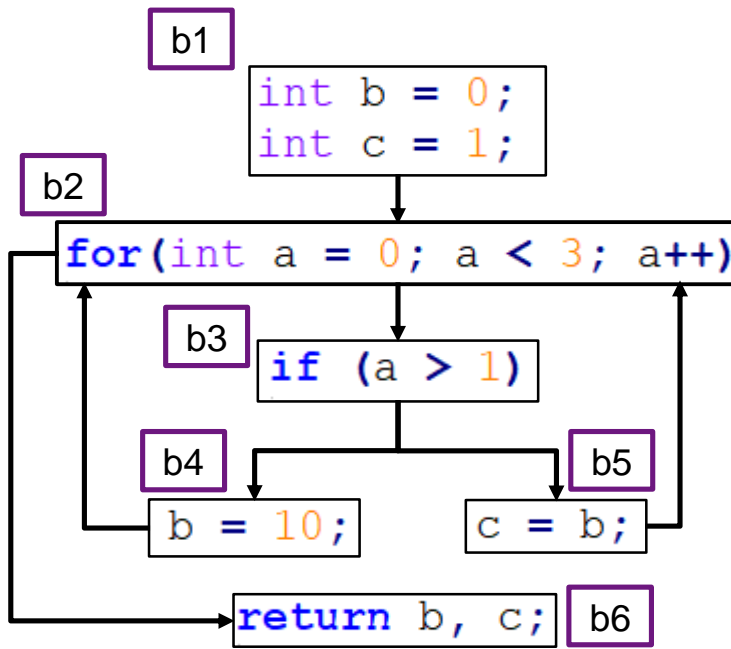 b1
int b = 0;
int c = 1;
b2
for(int a = 0; a < 3; a++)
b3
if (a > 1)
b4
b5
b = 10;
c = b;
return b, c;
b6